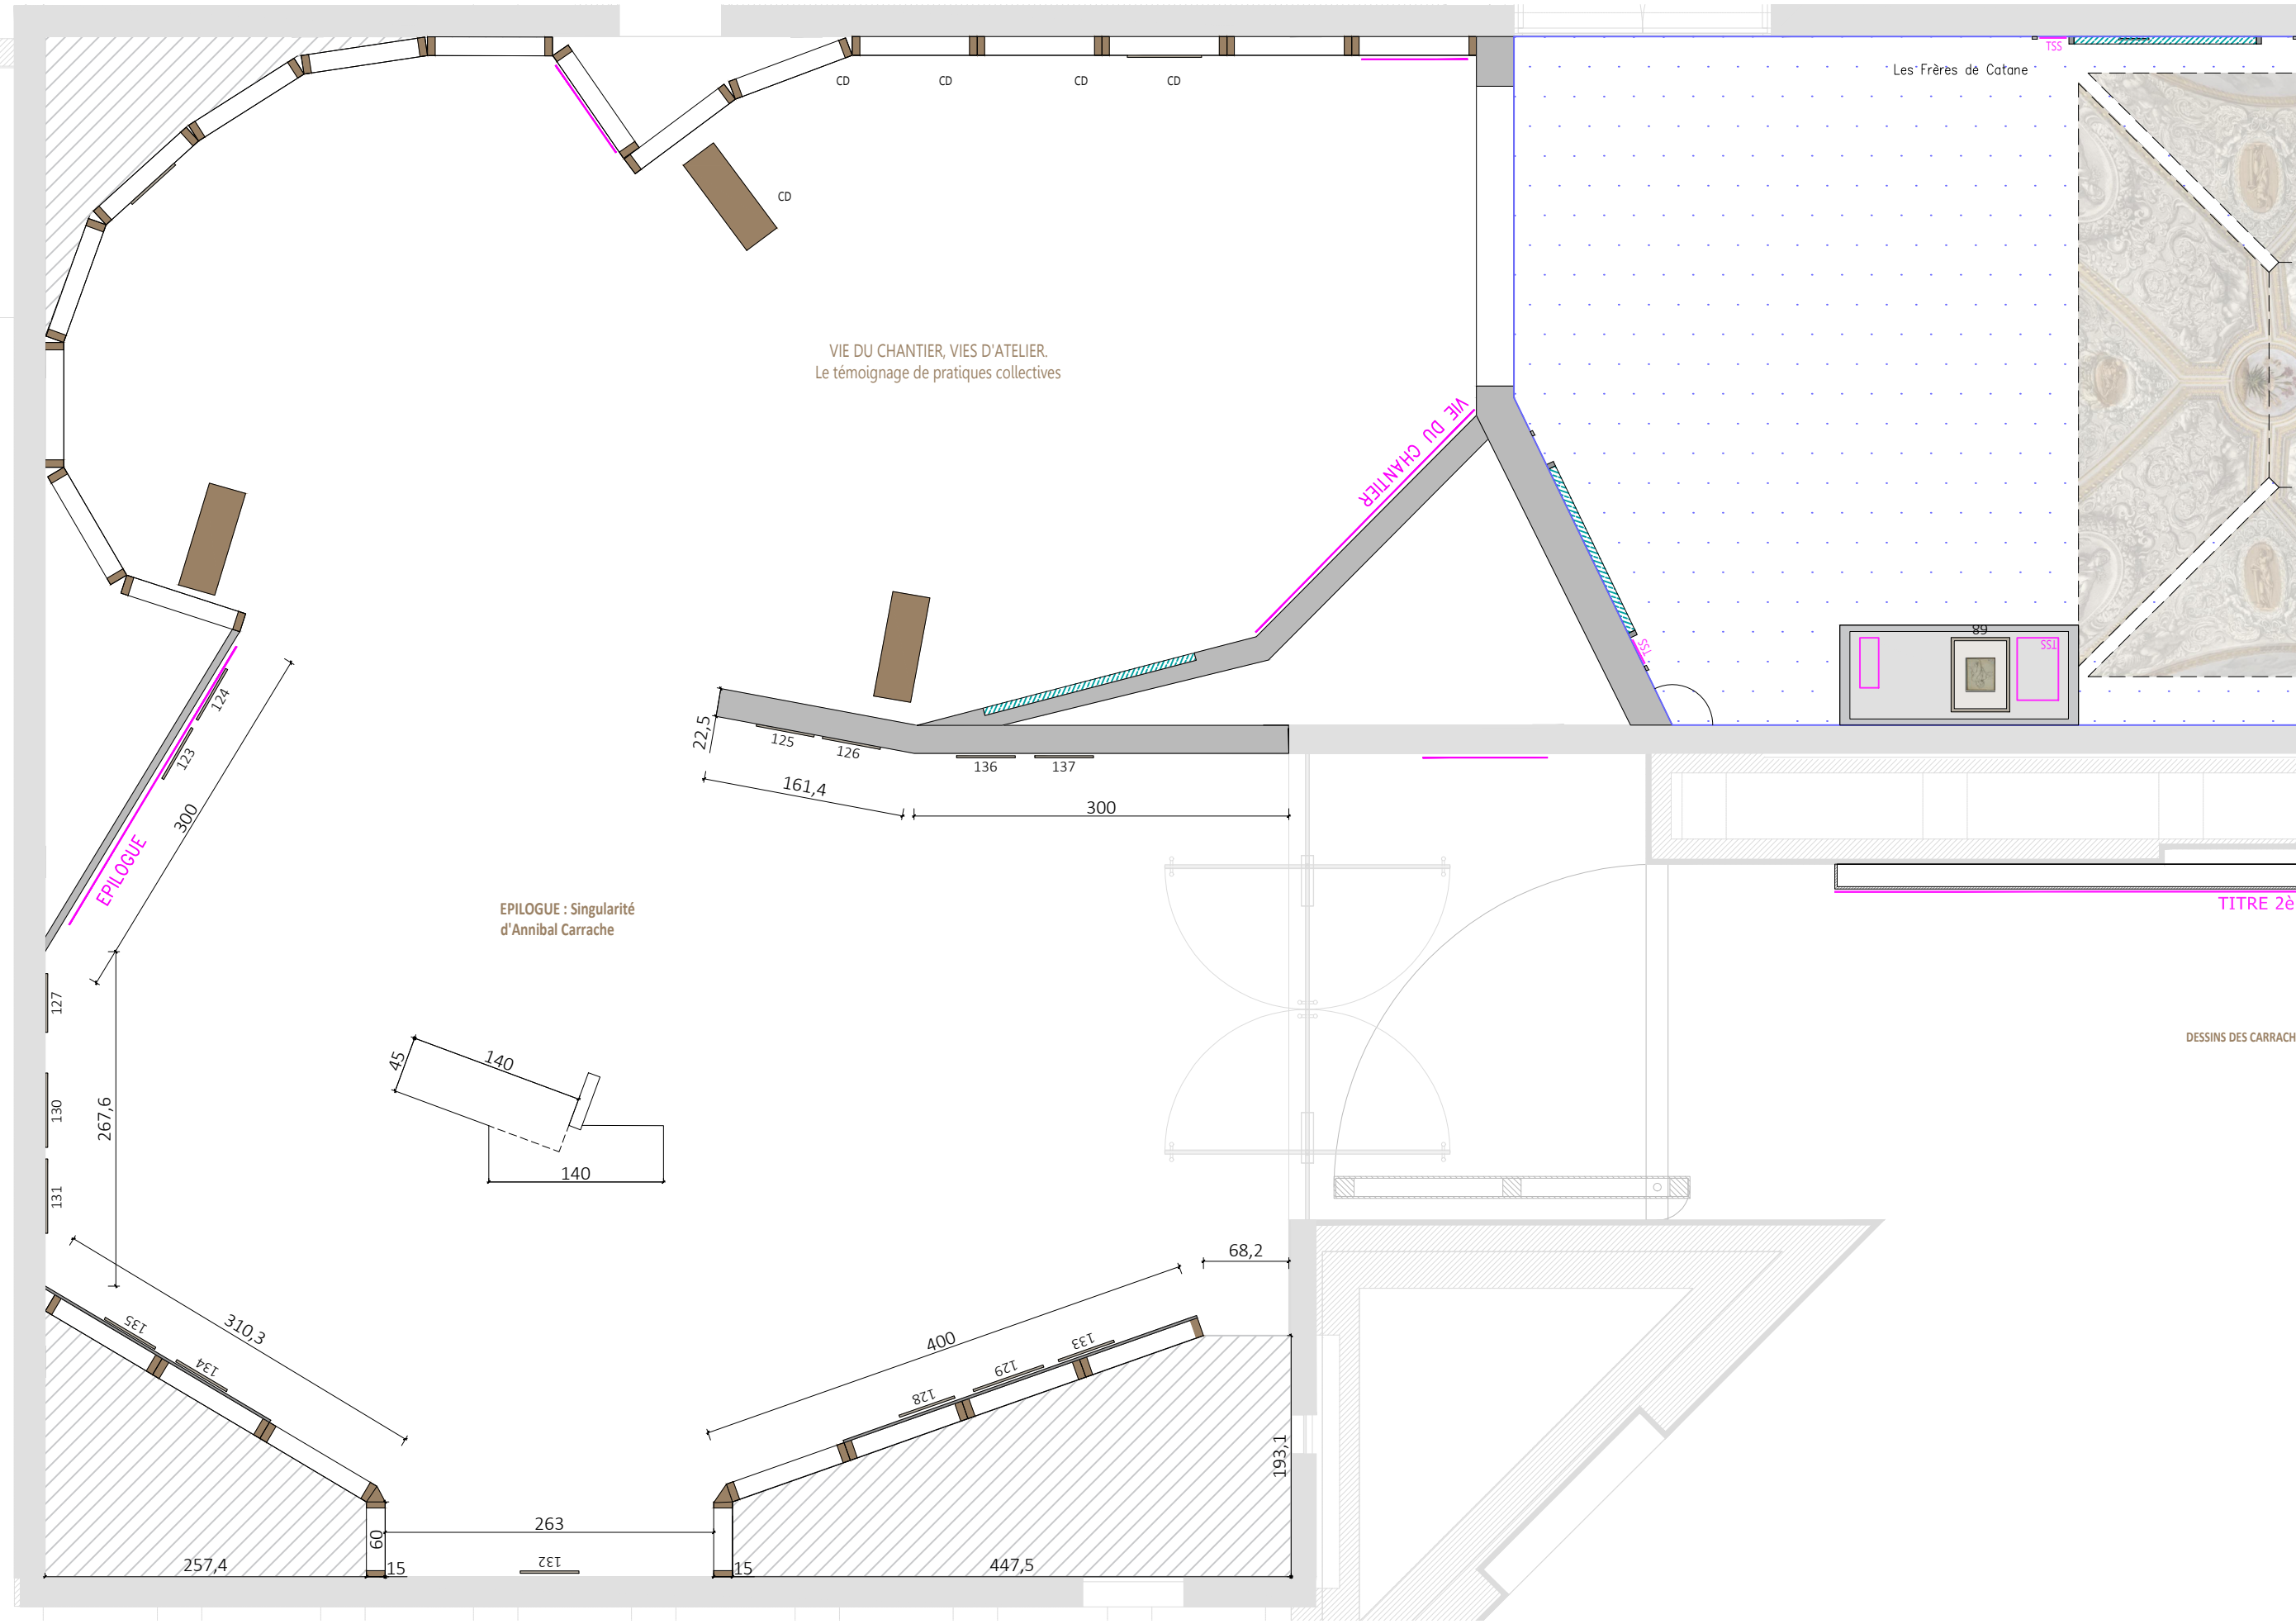 TSS
Les Frères de Catane
CD
CD
CD
CD
CD
VIE DU CHANTIER, VIES D'ATELIER.
Le témoignage de pratiques collectives
VIE DU CHANTIER
89
TSS
TSS
124
123
300
EPILOGUE
22,5
125
126
136
137
161,4
300
TITRE 2è
EPILOGUE : Singularité
d'Annibal Carrache
127
130
131
267,6
45
140
140
DESSINS DES CARRACH
68,2
310,3
135
134
400
133
129
128
193,1
263
60
132
257,4
15
15
447,5